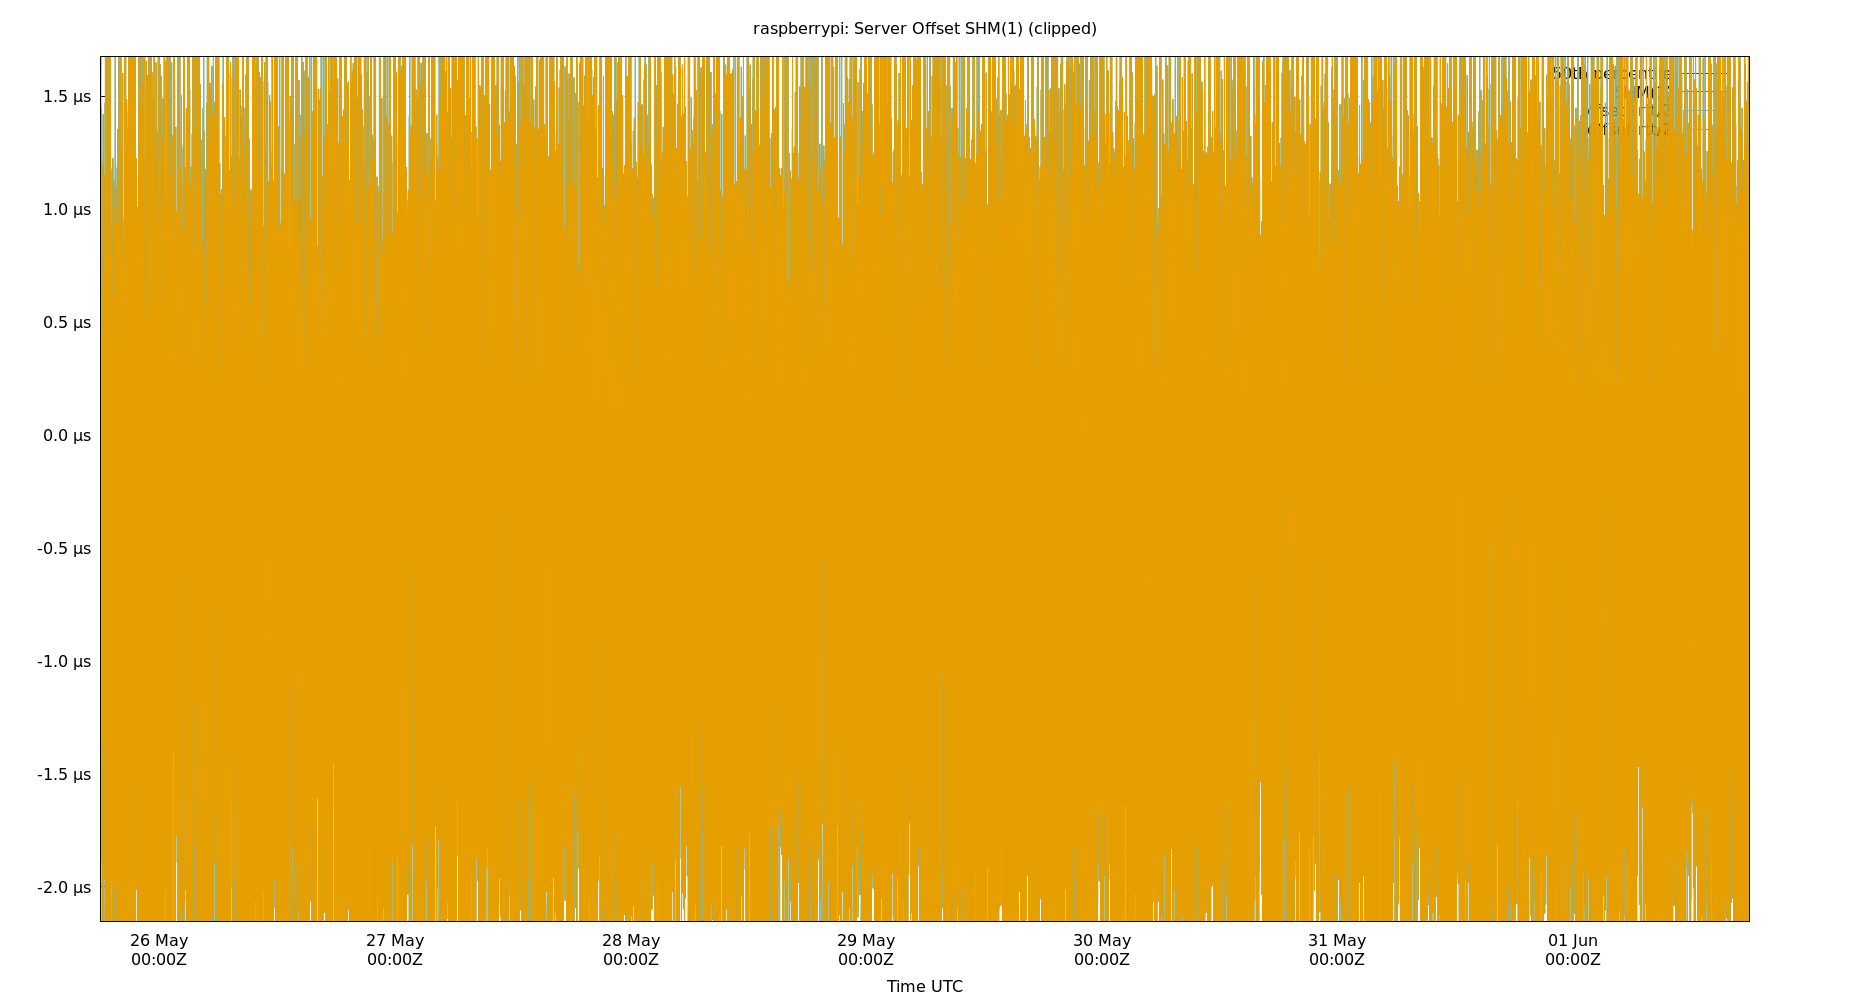 raspberrypi: Server Offset SHM(1) (clipped)
50th percentile
1.5 µs
1.0 µs
0.5 µs
0.0 µs
-0.5 µs
-1.0 µs
-1.5 µs
-2.0 µs
26 May
00:00Z
27 May
00:00Z
28 May
00:00Z
29 May
00:00Z
30 May
00:00Z
31 May
00:00Z
01 Jun
00:00Z
Time UTC